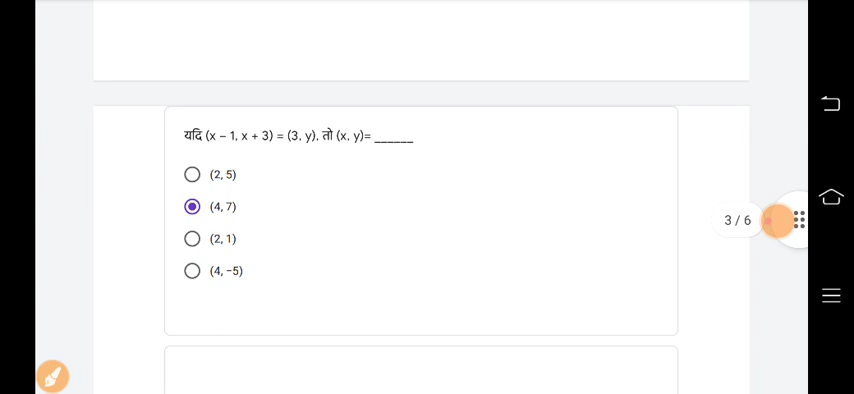 यदि (x – 1, x + 3) = (3, y), तो (x, y)= ______
(2, 5)
(4, 7)
(2, 1)
(4, −5)
3 / 6